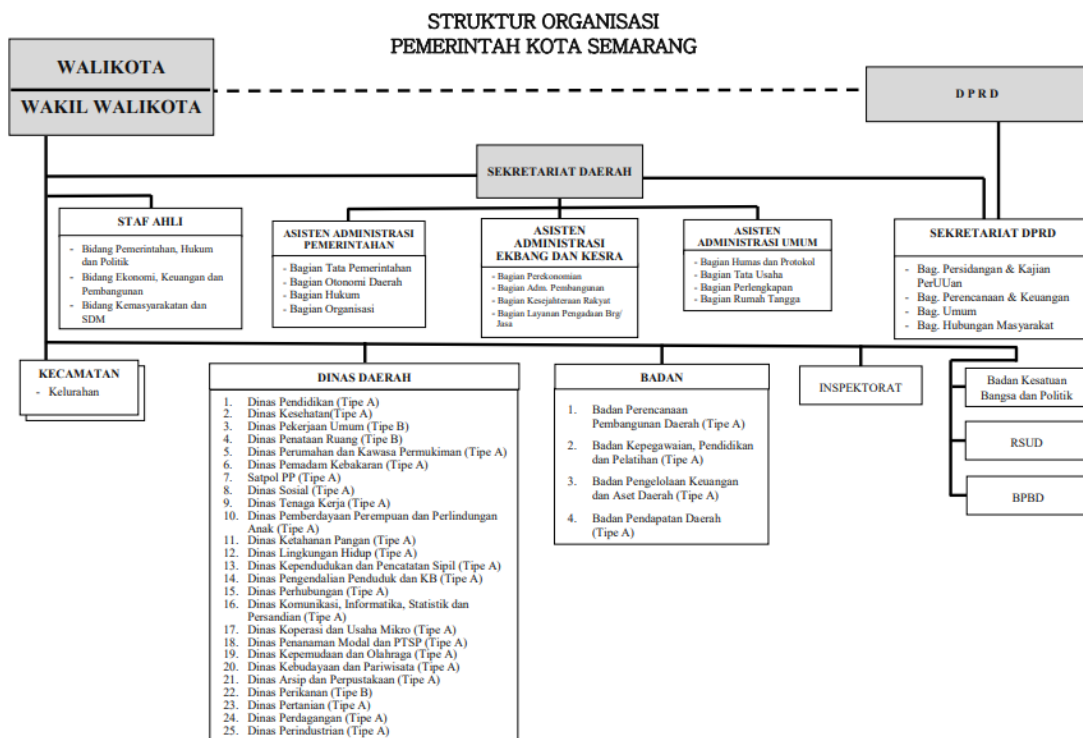 STRUKTUR ORGANISASI
PEMERINTAH KOTA SEMARANG
WALIKOTA
WAKIL WALIKOTA
D P R D
SEKRETARIAT DAERAH
STAF AHLI
- Bidang Pemerintahan, Hukum
dan Politik
- Bidang Ekonomi, Keuangan dan
Pembangunan
- Bidang Kemasyarakatan dan
SDM
ASISTEN ADMINISTRASI
PEMERINTAHAN
- Bagian Tata Pemerintahan
- Bagian Otonomi Daerah
- Bagian Hukum
- Bagian Organisasi
ASISTEN
ADMINISTRASI
EKBANG DAN KESRA
- Bagian Perekonomian
- Bagian Adm. Pembangunan
- Bagian Kesejahteraan Rakyat
- Bagian Layanan Pengadaan Brg/
Jasa
ASISTEN
ADMINISTRASI UMUM
- Bagian Humas dan Protokol
- Bagian Tata Usaha
- Bagian Perlengkapan
- Bagian Rumah Tangga
SEKRETARIAT DPRD
- Bag. Persidangan & Kajian
PerUUan
- Bag. Perencanaan & Keuangan
- Bag. Umum
- Bag. Hubungan Masyarakat
KECAMATAN
- Kelurahan
DINAS DAERAH
1. Dinas Pendidikan (Tipe A)
2. Dinas Kesehatan(Tipe A)
3. Dinas Pekerjaan Umum (Tipe B)
4. Dinas Penataan Ruang (Tipe B)
5. Dinas Perumahan dan Kawasa Permukiman (Tipe A)
6. Dinas Pemadam Kebakaran (Tipe A)
7. Satpol PP (Tipe A)
8. Dinas Sosial (Tipe A)
9. Dinas Tenaga Kerja (Tipe A)
10. Dinas Pemberdayaan Perempuan dan Perlindungan
Anak (Tipe A)
11. Dinas Ketahanan Pangan (Tipe A)
12. Dinas Lingkungan Hidup (Tipe A)
13. Dinas Kependudukan dan Pencatatan Sipil (Tipe A)
14. Dinas Pengendalian Penduduk dan KB (Tipe A)
15. Dinas Perhubungan (Tipe A)
16. Dinas Komunikasi, Informatika, Statistik dan
Persandian (Tipe A)
17. Dinas Koperasi dan Usaha Mikro (Tipe A)
18. Dinas Penanaman Modal dan PTSP (Tipe A)
19. Dinas Kepemudaan dan Olahraga (Tipe A)
20. Dinas Kebudayaan dan Pariwisata (Tipe A)
21. Dinas Arsip dan Perpustakaan (Tipe A)
22. Dinas Perikanan (Tipe B)
23. Dinas Pertanian (Tipe A)
24. Dinas Perdagangan (Tipe A)
25. Dinas Perindustrian (Tipe A)
BADAN
1. Badan Perencanaan
Pembangunan Daerah (Tipe A)
2. Badan Kepegawaian, Pendidikan
dan Pelatihan (Tipe A)
3. Badan Pengelolaan Keuangan
dan Aset Daerah (Tipe A)
4. Badan Pendapatan Daerah
(Tipe A)
INSPEKTORAT
Badan Kesatuan
Bangsa dan Politik
RSUD
BPBD